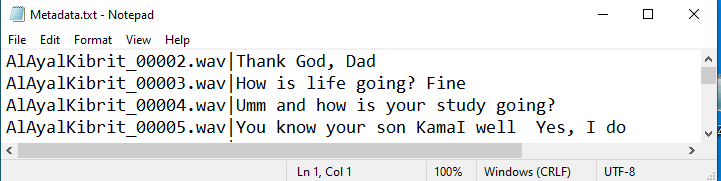 Metadata.txt - Notepad
File Edit Format View Help
AlAyalKibrit_00002.wav|Thank God, Dad
AlAyalKibrit_00003.wav|How is life going? Fine
AlAyalKibrit_00004.wav|Umm and how is your study going?
AlAyalKibrit_00005.wav|You know your son KamaI well  Yes, I do
Ln 1, Col 1 100% Windows (CRLF) UTF-8